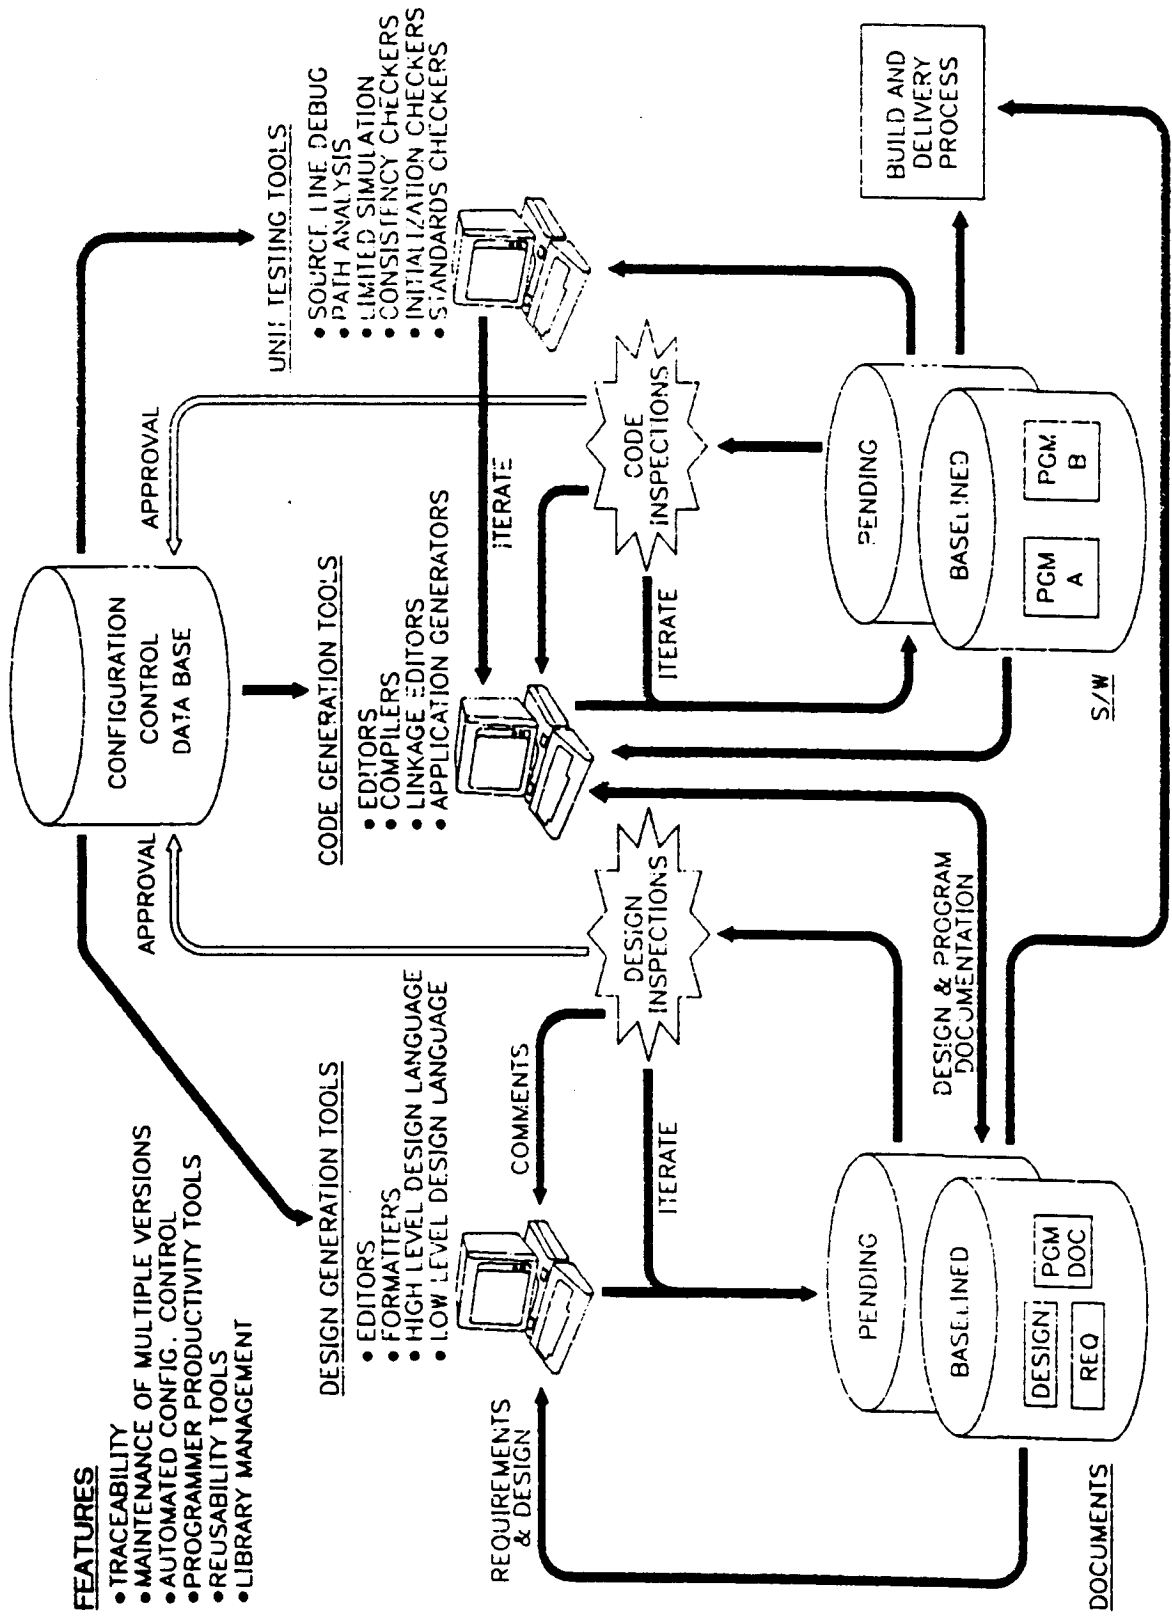 FEATURES
• TRACEABILITY
• MAINTENANCE OF MULTIPLE VERSIONS
• AUTOMATED CONFIG. CONTROL
• PROGRAMMER PRODUCTIVITY TOOLS
• REUSABILITY TOOLS
• LIBRARY MANAGEMENT
CONFIGURATION
CONTROL
DATA BASE
APPROVAL
APPROVAL
DESIGN GENERATION TOOLS
• EDITORS
• FORMATTERS
• HIGH LEVEL DESIGN LANGUAGE
• LOW LEVEL DESIGN LANGUAGE
CODE GENERATION TOOLS
• EDITORS
• COMPILERS
• LINKAGE EDITORS
• APPLICATION GENERATORS
UNIT TESTING TOOLS
• SOURCE LINE DEBUG
• PATH ANALYSIS
• LIMITED SIMULATION
• CONSISTENCY CHECKERS
• INITIALIZATION CHECKERS
• STANDARDS CHECKERS
REQUIREMENTS
& DESIGN
COMMENTS
ITERATE
DESIGN
INSPECTIONS
ITERATE
CODE
INSPECTIONS
ITERATE
PENDING
BASELINED
DESIGN
PGM
DOC
REQ
DOCUMENTS
DESIGN & PROGRAM
DOCUMENTATION
PENDING
BASELINED
PGM
A
PGM
B
S/W
BUILD AND
DELIVERY
PROCESS